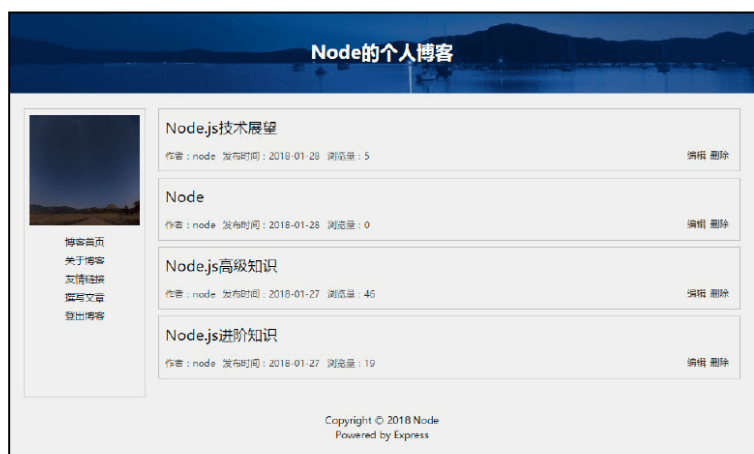 Node的个人博客
博客首页
关于博客
友情链接
撰写文章
登出博客
Node.js技术展望
作者：node 发布时间：2018-01-28 浏览量：5 编辑 删除
Node
作者：node 发布时间：2018-01-28 浏览量：0 编辑 删除
Node.js高级知识
作者：node 发布时间：2018-01-27 浏览量：46 编辑 删除
Node.js进阶知识
作者：node 发布时间：2018-01-27 浏览量：19 编辑 删除
Copyright © 2018 Node
Powered by Express